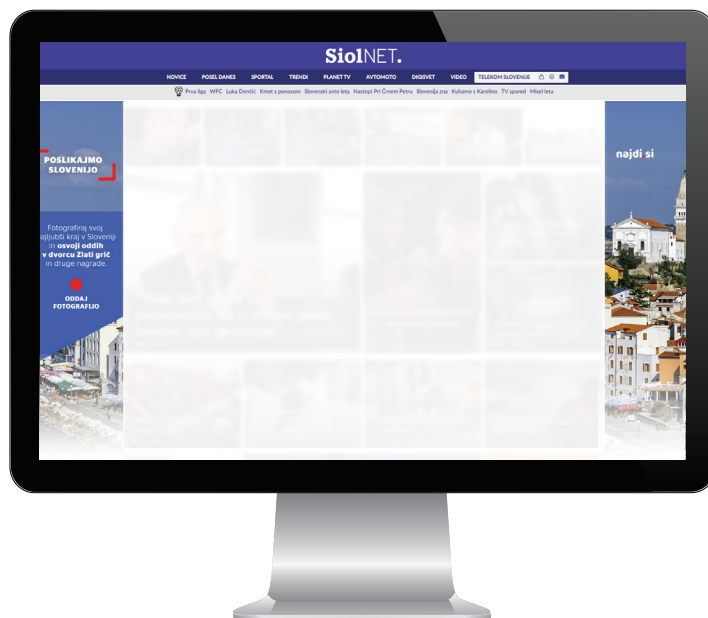 SiolNET.
NOVICE POSEL DANES SPORTAL TRENDI PLANET TV AVTOMOTO DIGISVET VIDEO TELEKOM SLOVENIJE
Prva liga WFC Luka Dončić Kmet s ponosom Slovenski avto leta Nastopi Pri Črnem Petru Slovenija zna Kuhamo s Karolino TV spored Misel leta
POSLIKAJMO
SLOVENIJO
Fotografiraj svoj
ajljubši kraj v Sloveniji
in osvoji oddih
v dvorcu Zlati grič
in druge nagrade.
ODDAJ
FOTOGRAFIJO
najdi si